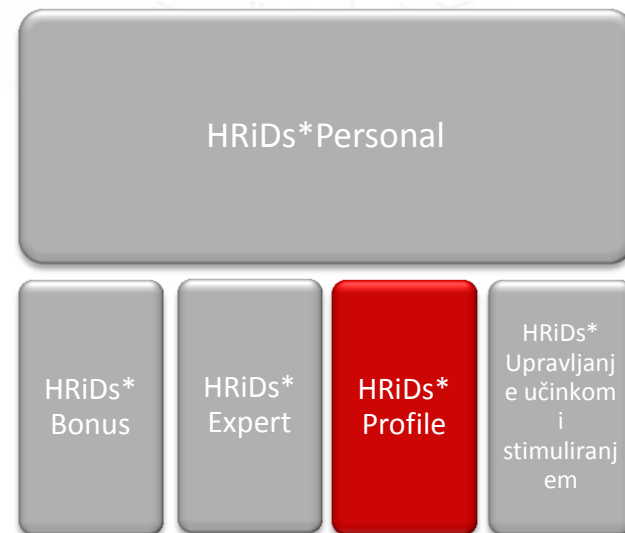 HRiDs*Personal
HRiDs*
Bonus
HRiDs*
Expert
HRiDs*
Profile
HRiDs*
Upravljanj
e učinkom
i
stimuliranj
em